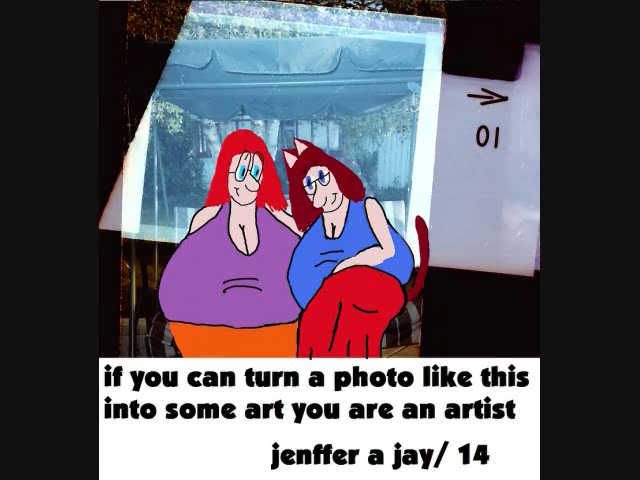 01
if you can turn a photo like this
into some art you are an artist
jenffer a jay/ 14